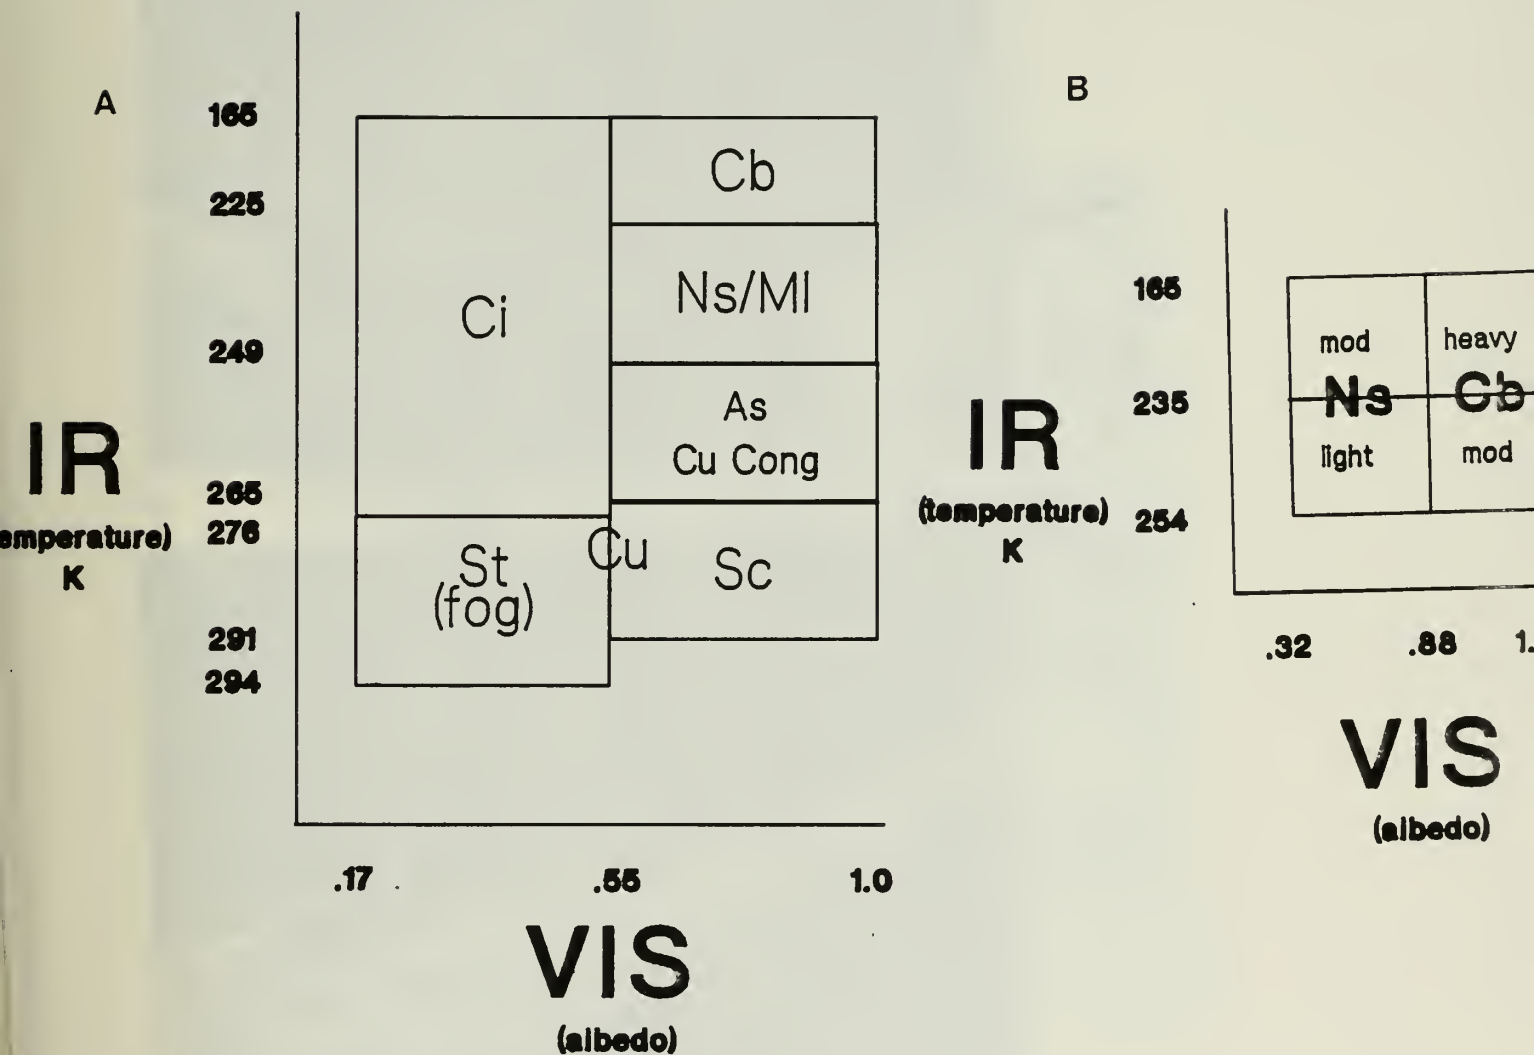 A
165
225
249
265
276
291
294
IR
emperature)
K
Cb
Ns/Ml
Ci
As
Cu Cong
Cu
St
(fog)
Sc
.17
.55
1.0
VIS
(albedo)
B
165
235
254
IR
(temperature)
K
mod
heavy
Ns
Cb
light
mod
.32
.88
1.
VIS
(albedo)